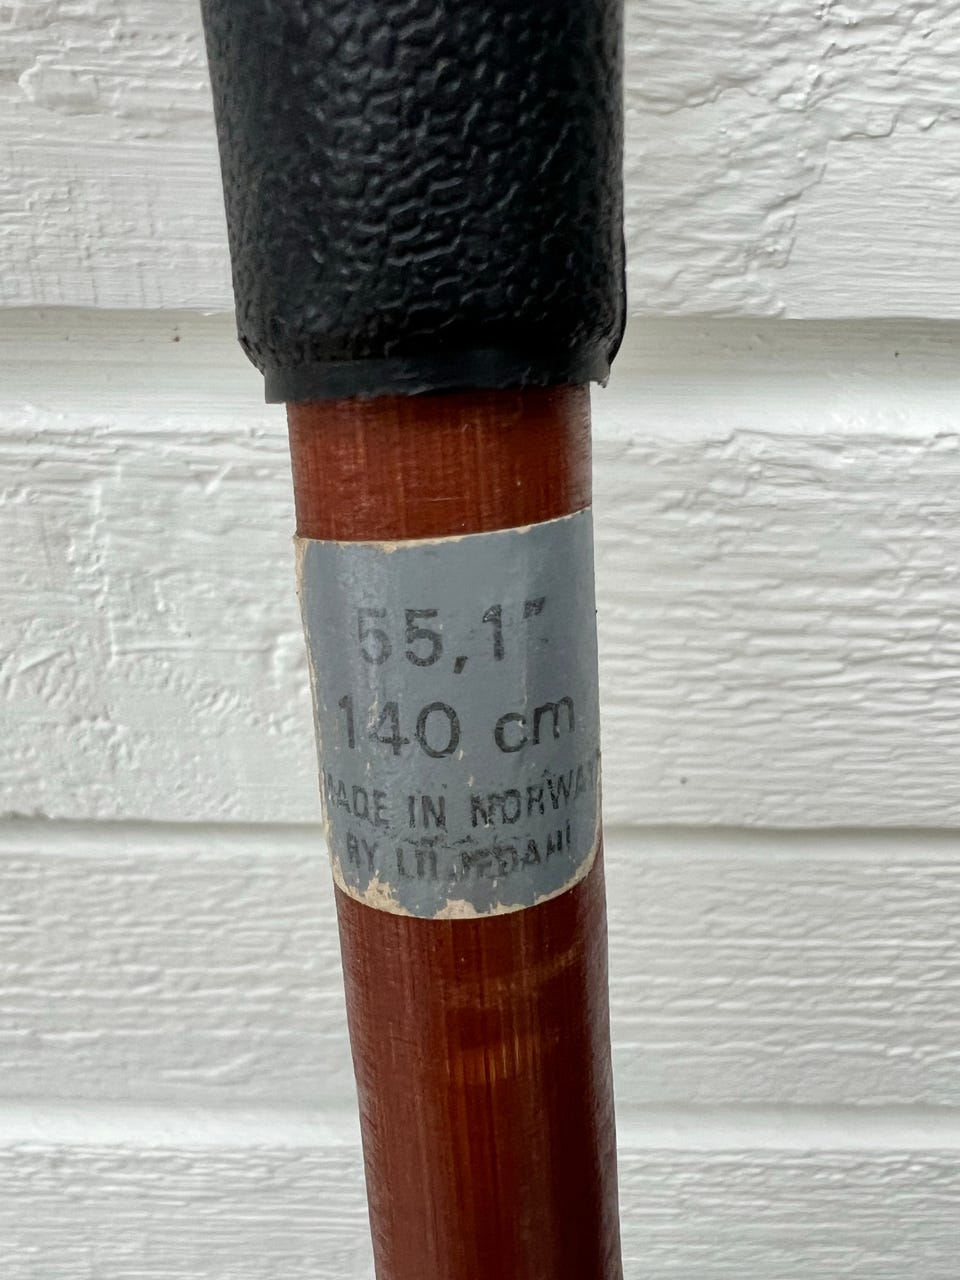 55,1"
140 cm
MADE IN NORWAY
BY LILJEDAHL